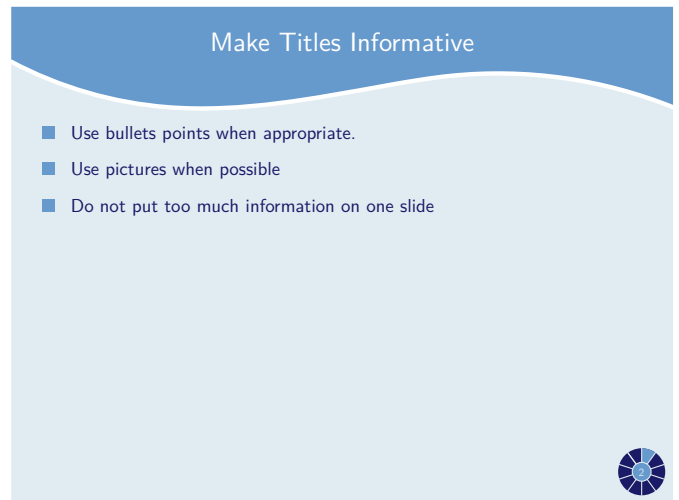 Make Titles Informative
Use bullets points when appropriate.
Use pictures when possible
Do not put too much information on one slide
2